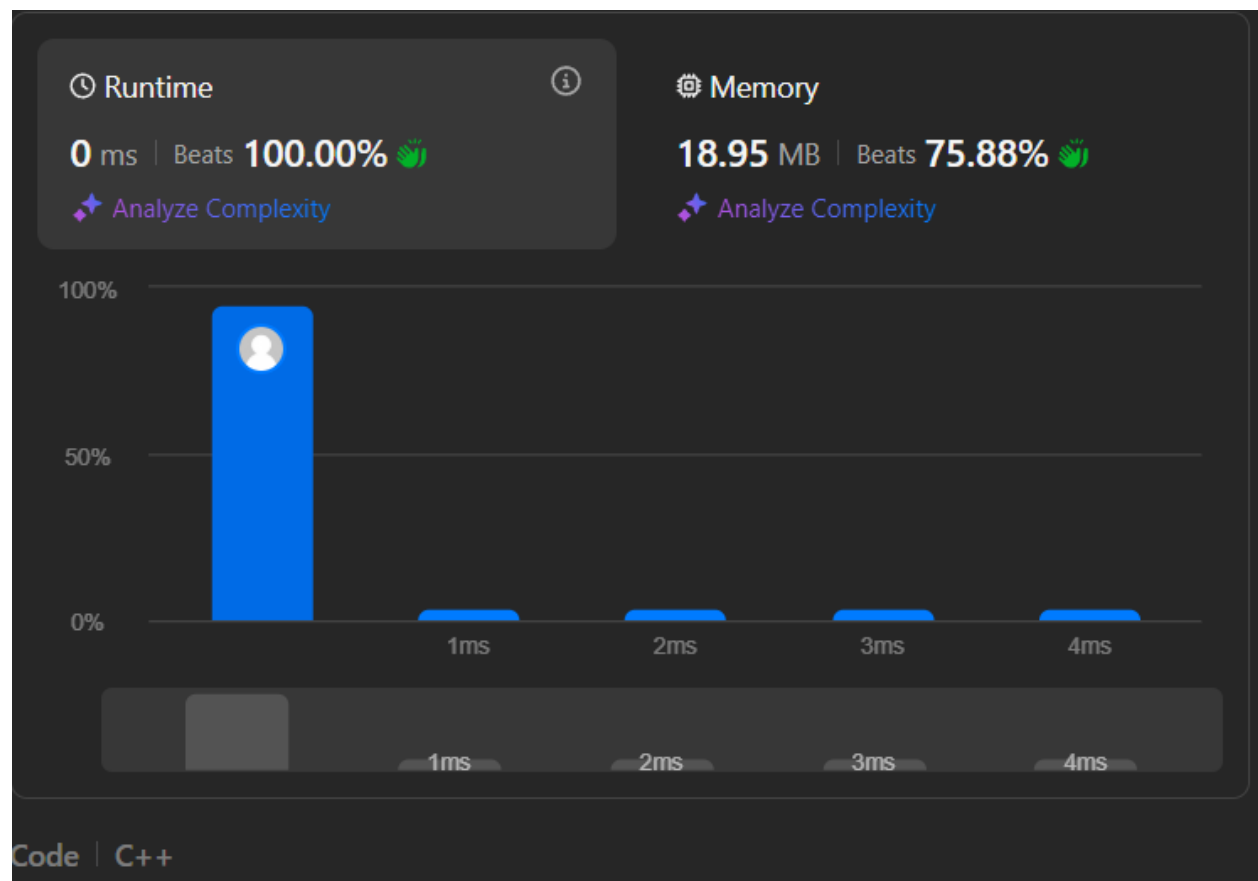 Runtime
0 ms | Beats 100.00%
Analyze Complexity
Memory
18.95 MB | Beats 75.88%
Analyze Complexity
100%
50%
0%
1ms 2ms 3ms 4ms
1ms 2ms 3ms 4ms
Code | C++